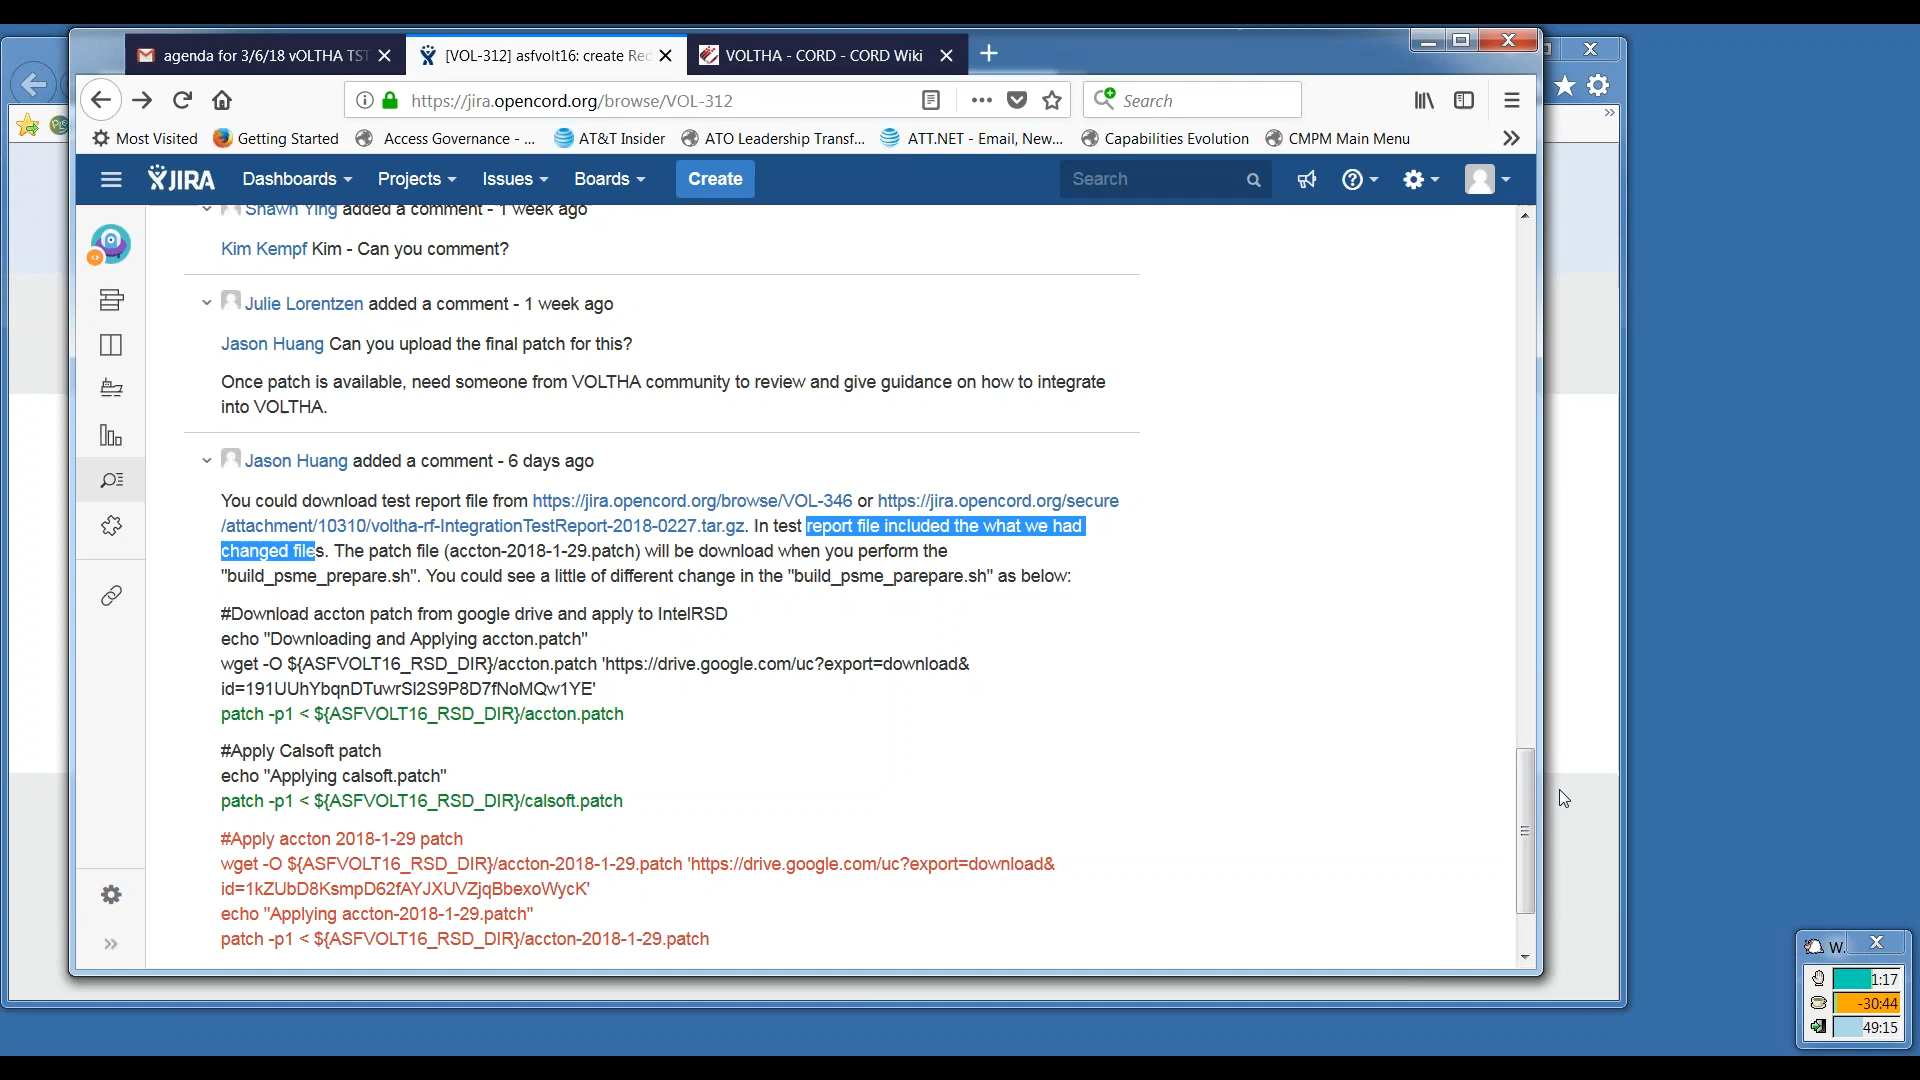 agenda for 3/6/18 vOLTHA TST
[VOL-312] asfvolt16: create Rec
VOLTHA - CORD - CORD Wiki
https://jira.opencord.org/browse/VOL-312
Search
Most Visited
Getting Started
Access Governance - ...
AT&T Insider
ATO Leadership Transf...
ATT.NET - Email, New...
Capabilities Evolution
CMPM Main Menu
JIRA
Dashboards
Projects
Issues
Boards
Create
Search
Shawn Ying added a comment - 1 week ago
Kim Kempf Kim - Can you comment?
Julie Lorentzen added a comment - 1 week ago
Jason Huang Can you upload the final patch for this?
Once patch is available, need someone from VOLTHA community to review and give guidance on how to integrate
into VOLTHA.
Jason Huang added a comment - 6 days ago
You could download test report file from https://jira.opencord.org/browse/VOL-346 or https://jira.opencord.org/secure
/attachment/10310/voltha-rf-IntegrationTestReport-2018-0227.tar.gz. In test report file included the what we had
changed files. The patch file (accton-2018-1-29.patch) will be download when you perform the
"build_psme_prepare.sh". You could see a little of different change in the "build_psme_parepare.sh" as below:
#Download accton patch from google drive and apply to IntelRSD
echo "Downloading and Applying accton.patch"
wget -O ${ASFVOLT16_RSD_DIR}/accton.patch 'https://drive.google.com/uc?export=download&
id=191UUhYbqnDTuwrSl2S9P8D7fNoMQw1YE'
patch -p1 < ${ASFVOLT16_RSD_DIR}/accton.patch
#Apply Calsoft patch
echo "Applying calsoft.patch"
patch -p1 < ${ASFVOLT16_RSD_DIR}/calsoft.patch
#Apply accton 2018-1-29 patch
wget -O ${ASFVOLT16_RSD_DIR}/accton-2018-1-29.patch 'https://drive.google.com/uc?export=download&
id=1kZUbD8KsmpD62fAYJXUVZjqBbexoWycK'
echo "Applying accton-2018-1-29.patch"
patch -p1 < ${ASFVOLT16_RSD_DIR}/accton-2018-1-29.patch
W.
1:17
-30:44
49:15